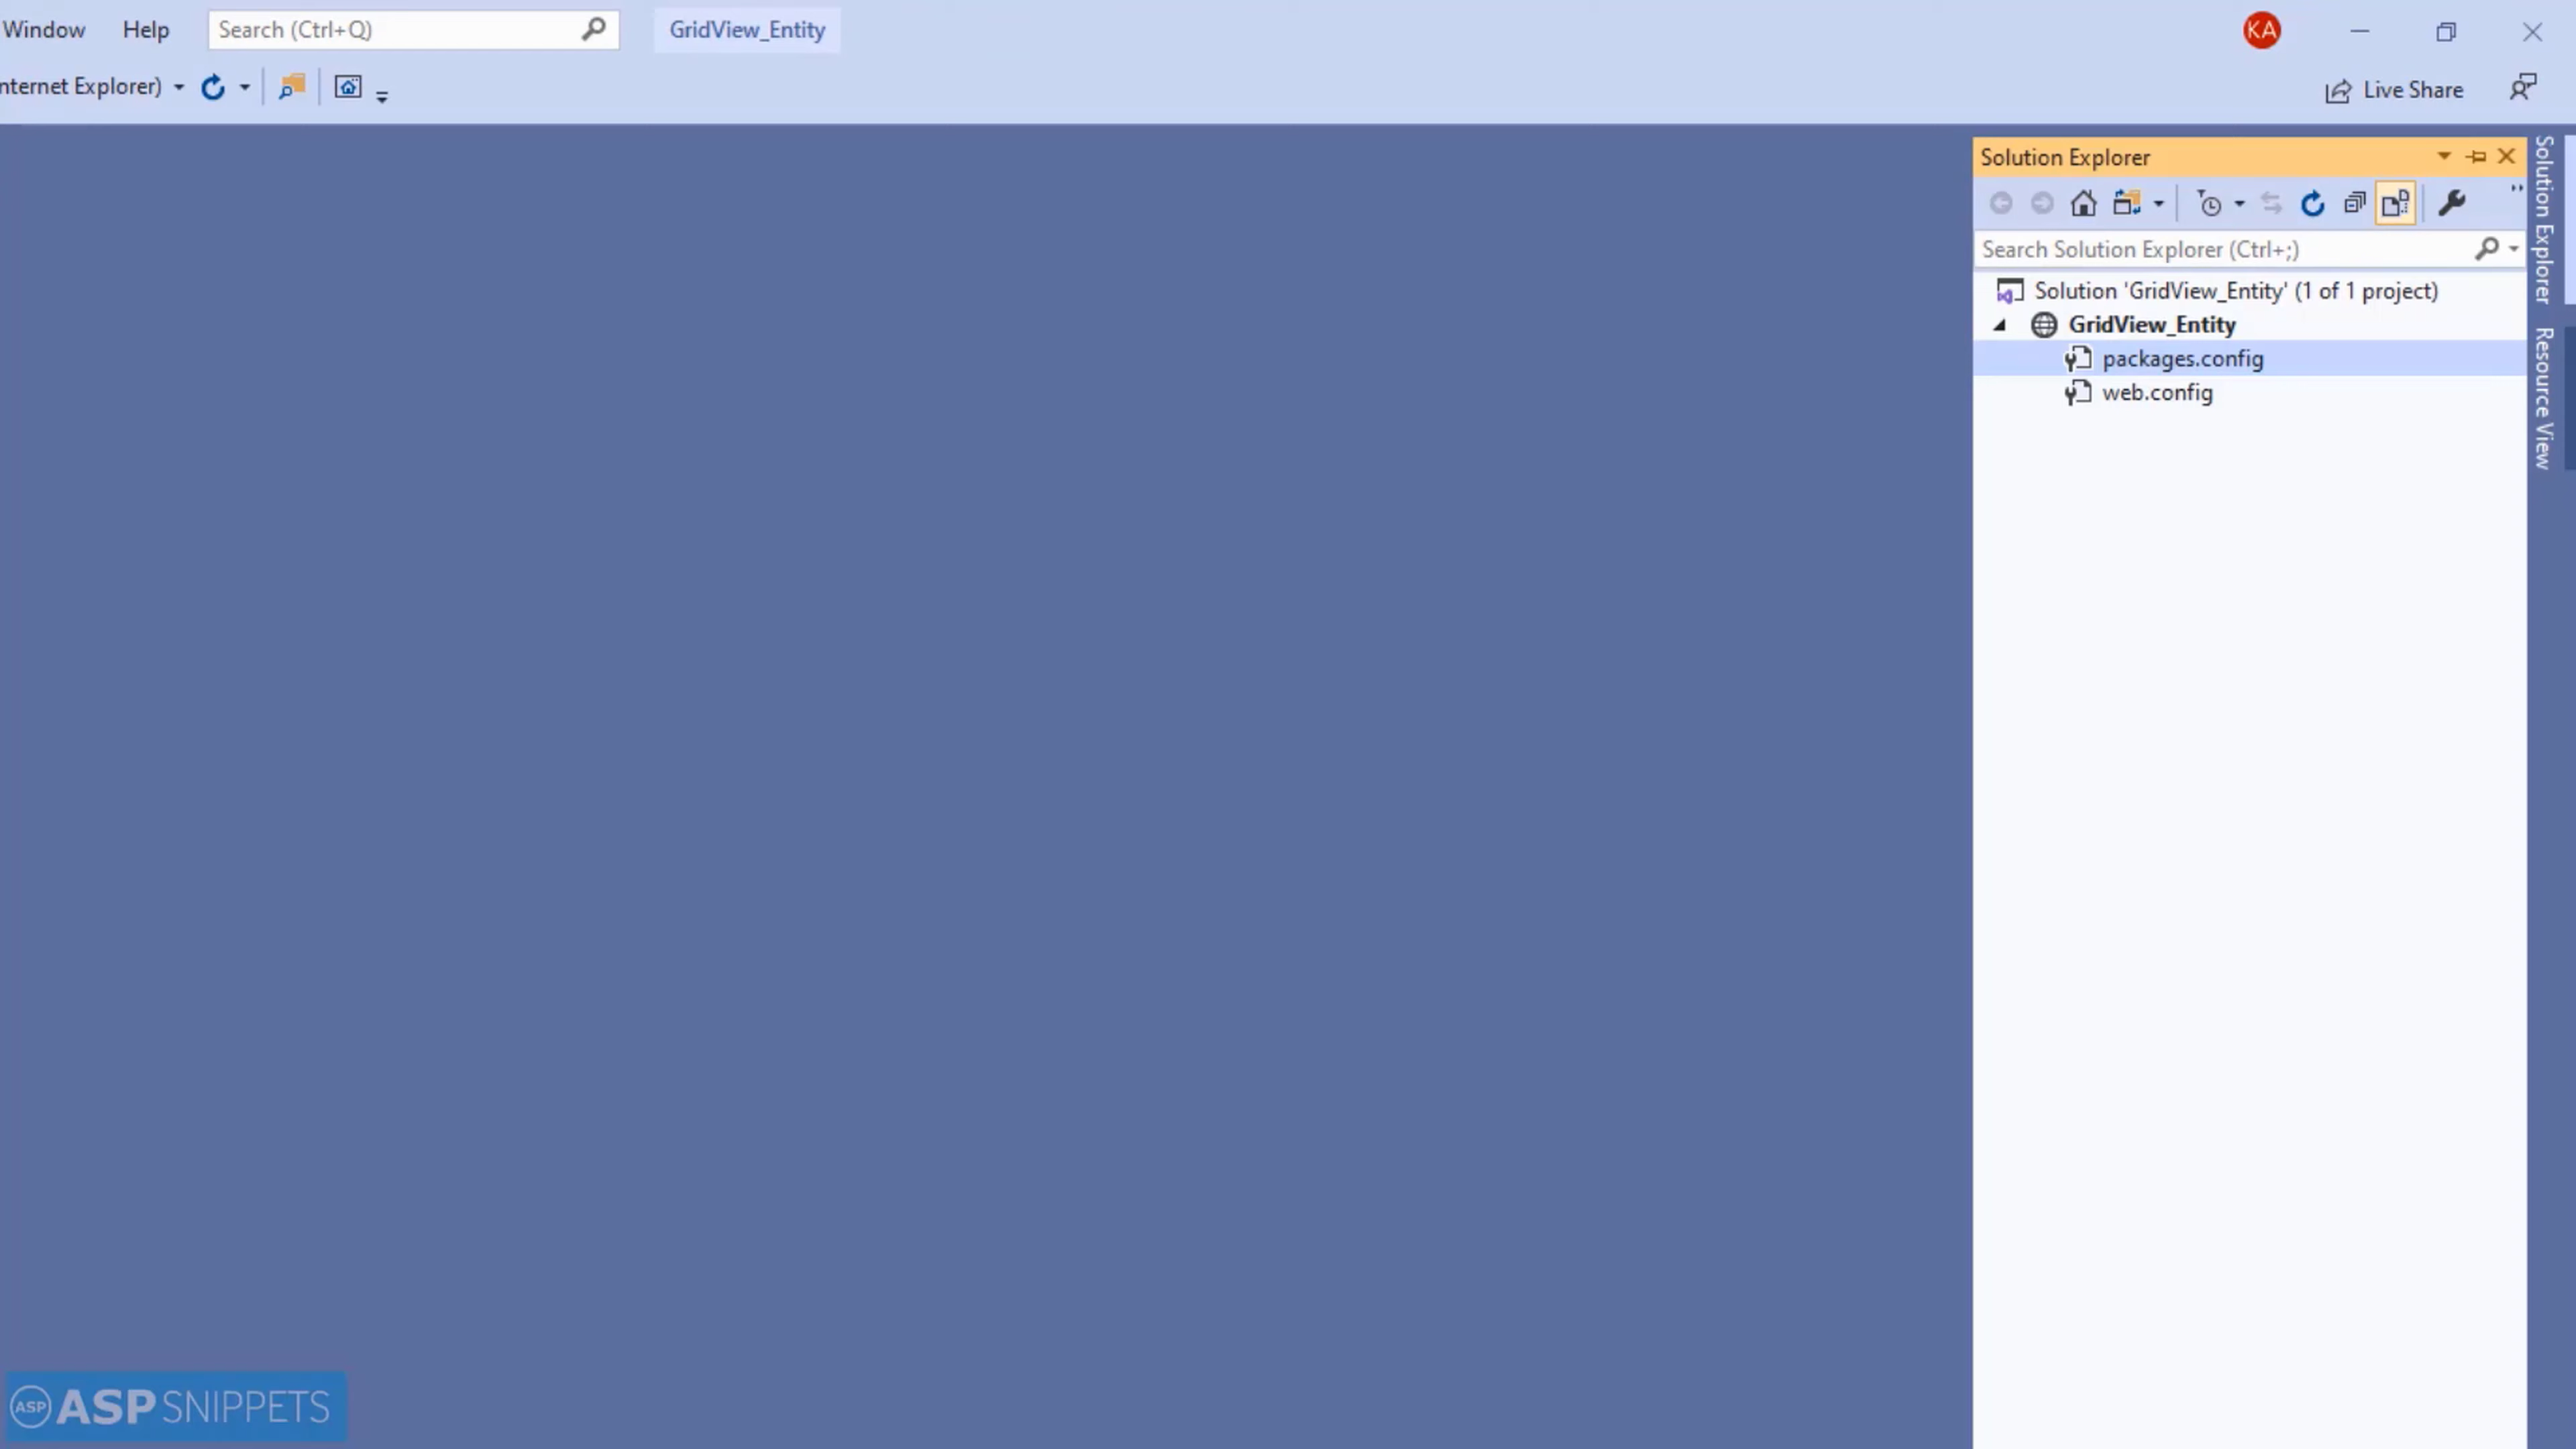 Window Help Search (Ctrl+Q) GridView_Entity KA
nternet Explorer) Live Share
Solution Explorer
Search Solution Explorer (Ctrl+;)
Solution 'GridView_Entity' (1 of 1 project)
GridView_Entity
packages.config
web.config
Solution Explorer
Resource View
ASP ASPSNIPPETS